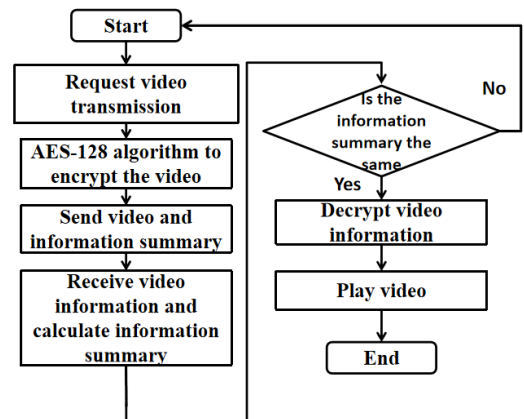 Start
Request video
transmission
AES-128 algorithm to
encrypt the video
Send video and
information summary
Receive video
information and
calculate information
summary
Is the
information
summary the
same
No
Yes
Decrypt video
information
Play video
End